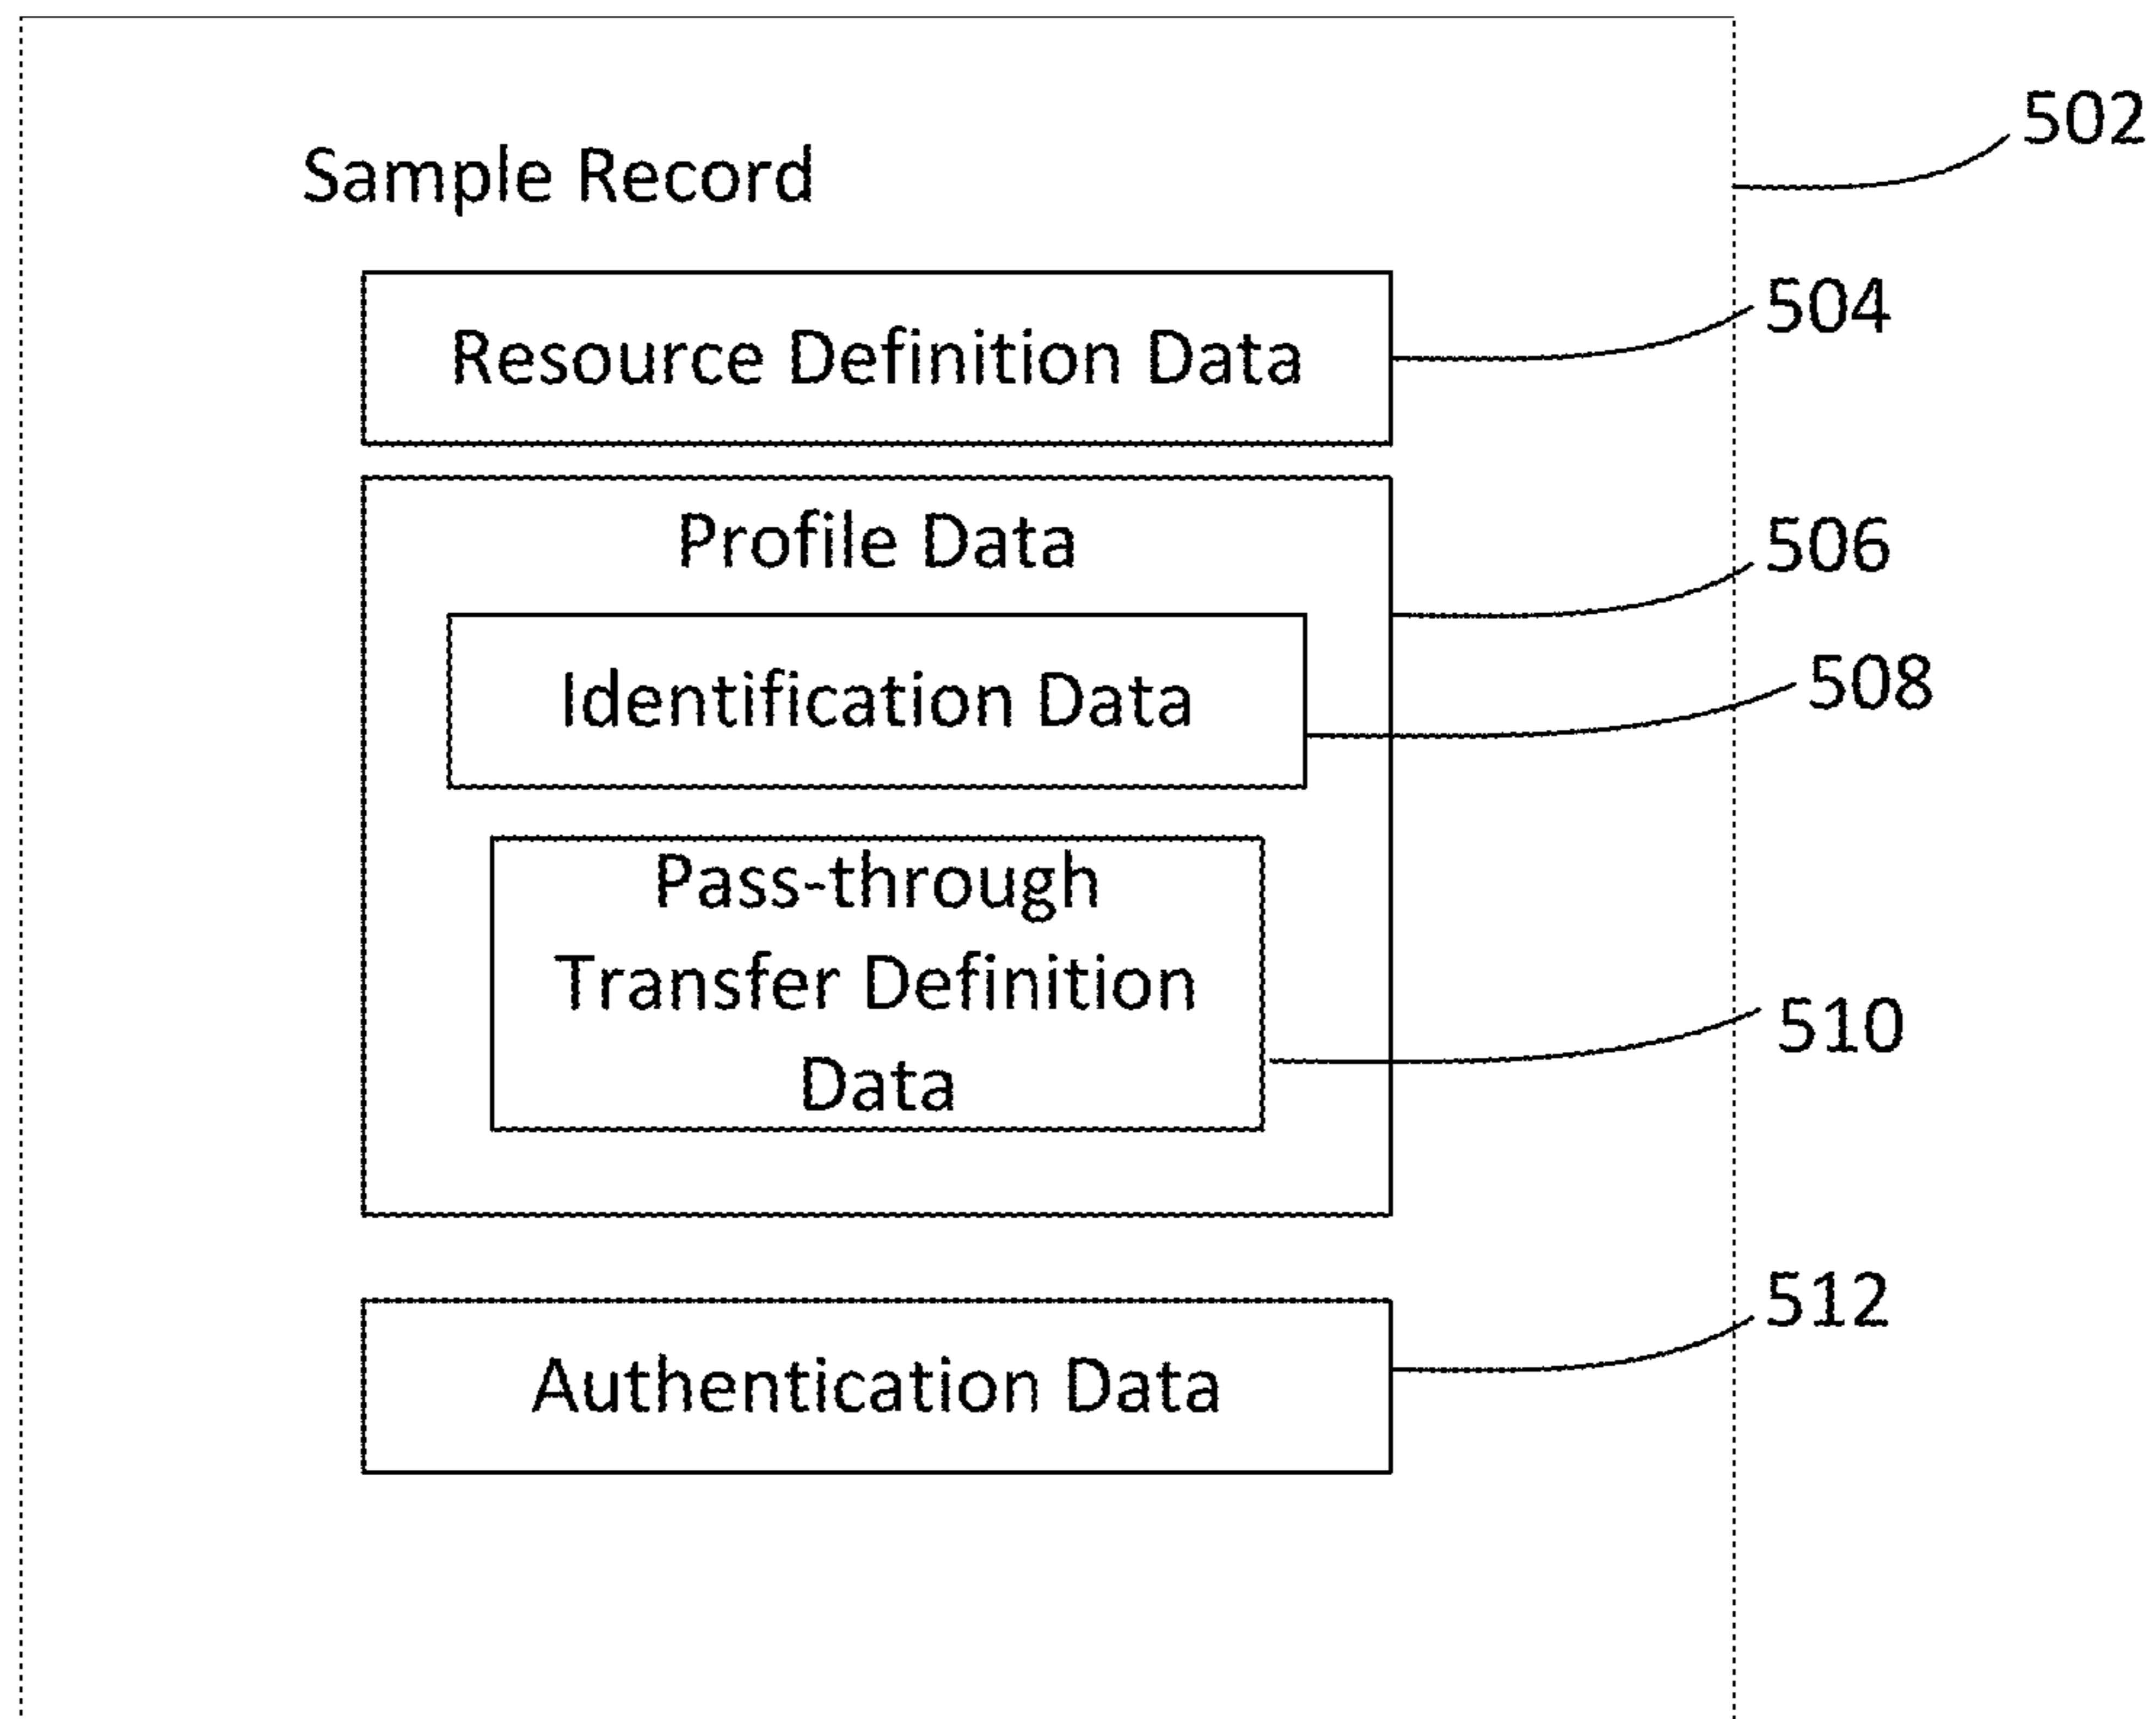 502
Sample Record
504
Resource Definition Data
506
Profile Data
508
Identification Data
Pass-through
Transfer Definition
510
Data
512
Authentication Data